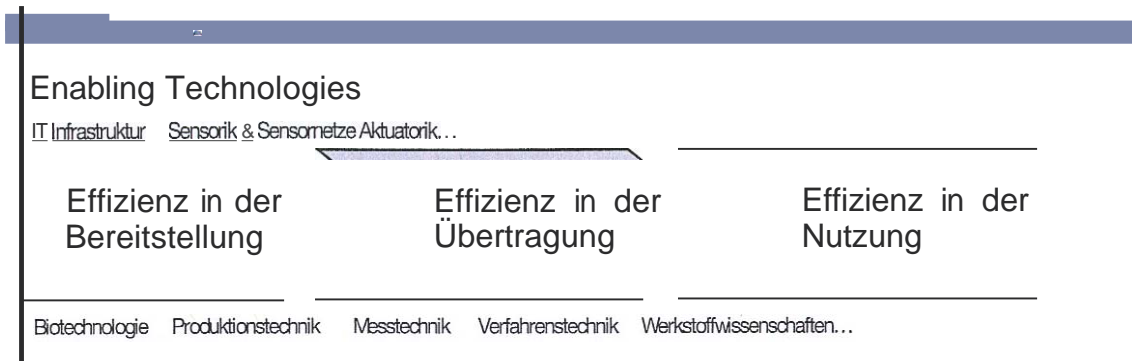 Enabling Technologies
IT Infrastruktur Sensorik & Sensornetze Aktuatorik...
Effizienz in der
Bereitstellung
Effizienz in der
Übertragung
Effizienz in der
Nutzung
Biotechnologie Produktionstechnik Messtechnik Verfahrenstechnik Werkstoffwissenschaften...